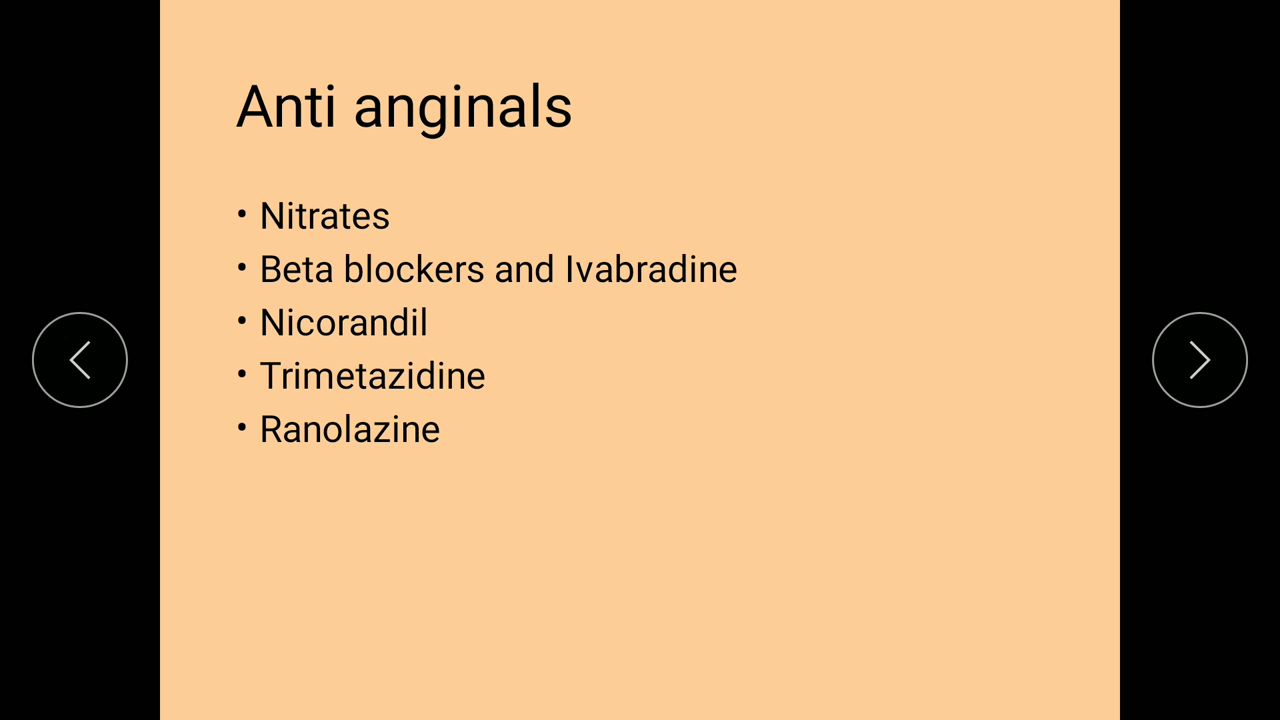 Anti anginals
• Nitrates
• Beta blockers and Ivabradine
• Nicorandil
• Trimetazidine
• Ranolazine